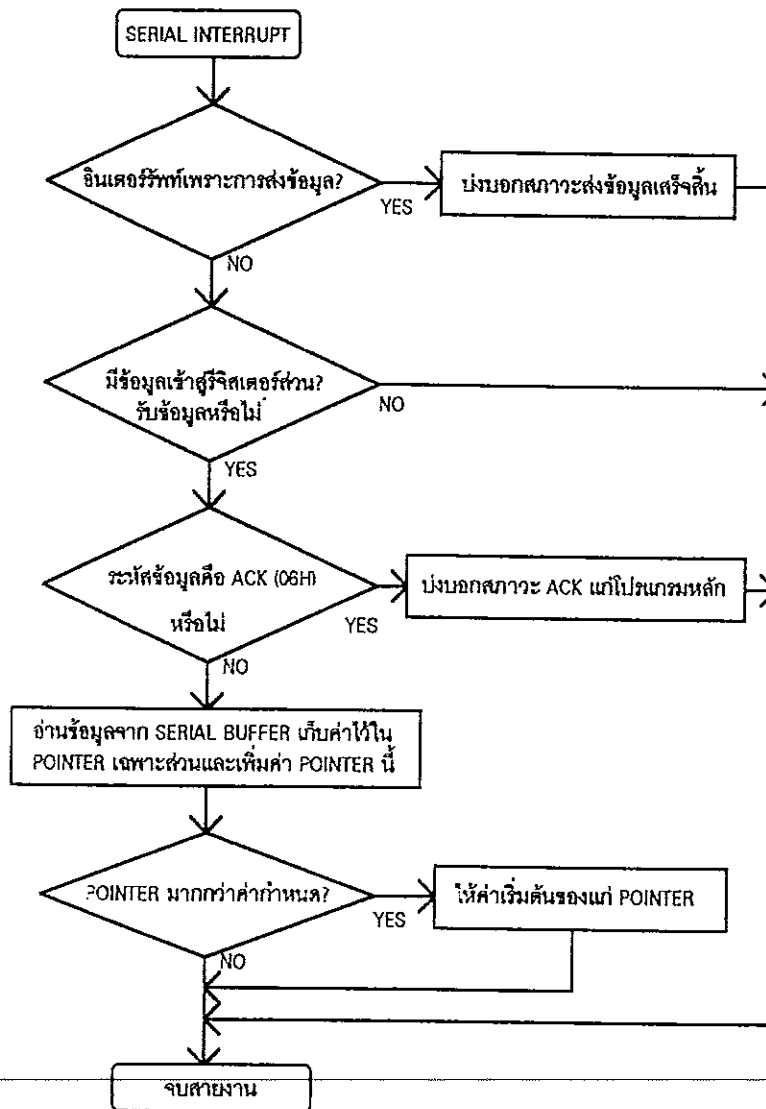 SERIAL INTERRUPT
อินเตอร์รัพท์เพราะการส่งข้อมูล?
YES
บ่งบอกสภาวะส่งข้อมูลเสร็จสิ้น
NO
มีข้อมูลเข้าสู่รีจิสเตอร์ส่วน?
รับข้อมูลหรือไม่
NO
YES
ระหัสข้อมูลคือ ACK (06H)
หรือไม่
YES
บ่งบอกสภาวะ ACK แก่โปรแกรมหลัก
NO
อ่านข้อมูลจาก SERIAL BUFFER เก็บค่าไว้ใน
POINTER เฉพาะส่วนและเพิ่มค่า POINTER นี้
POINTER มากกว่าค่ากำหนด?
YES
ให้ค่าเริ่มต้นของแก่ POINTER
NO
จบสายงาน